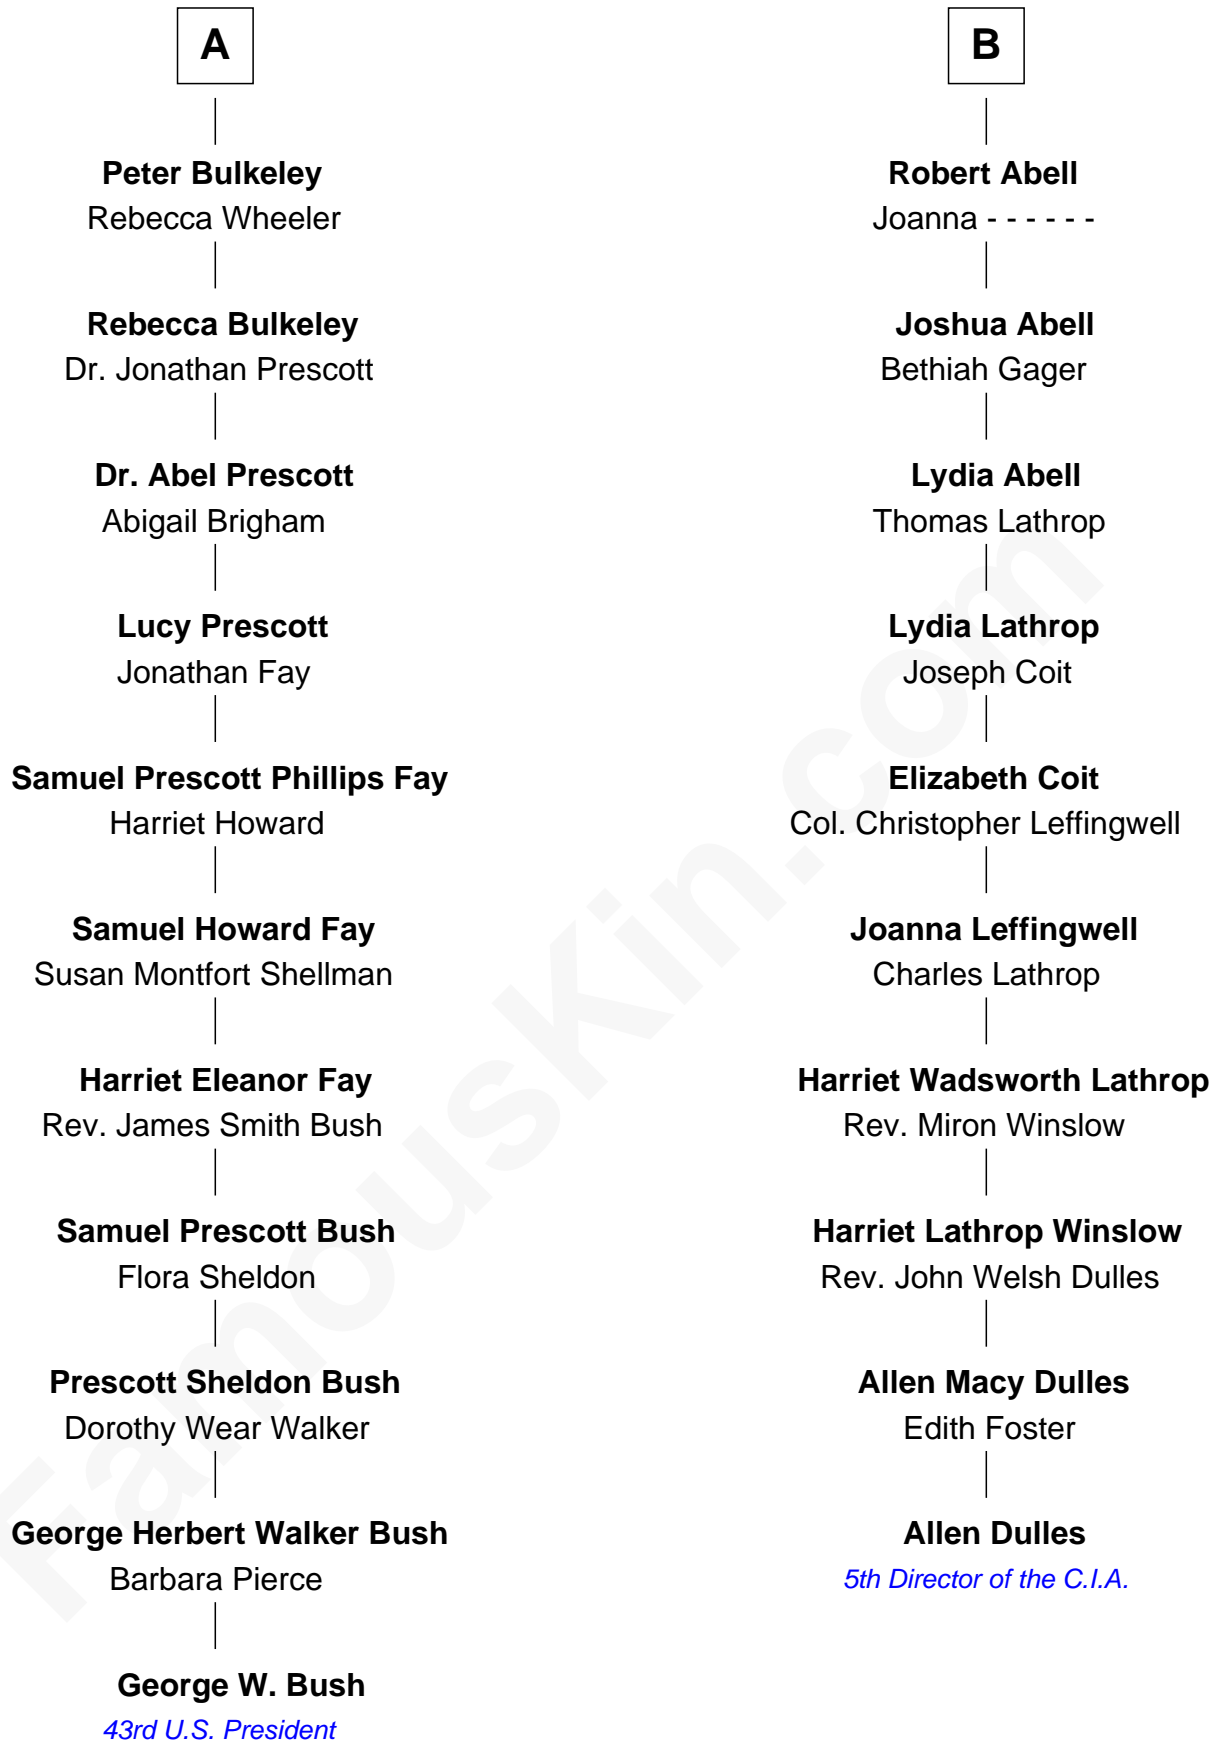 A
Peter Bulkeley
Rebecca Wheeler
Rebecca Bulkeley
Dr. Jonathan Prescott
Dr. Abel Prescott
Abigail Brigham
Lucy Prescott
Jonathan Fay
Samuel Prescott Phillips Fay
Harriet Howard
Samuel Howard Fay
Susan Montfort Shellman
Harriet Eleanor Fay
Rev. James Smith Bush
Samuel Prescott Bush
Flora Sheldon
Prescott Sheldon Bush
Dorothy Wear Walker
George Herbert Walker Bush
Barbara Pierce
George W. Bush
43rd U.S. President
B
Robert Abell
Joanna - - - - - -
Joshua Abell
Bethiah Gager
Lydia Abell
Thomas Lathrop
Lydia Lathrop
Joseph Coit
Elizabeth Coit
Col. Christopher Leffingwell
Joanna Leffingwell
Charles Lathrop
Harriet Wadsworth Lathrop
Rev. Miron Winslow
Harriet Lathrop Winslow
Rev. John Welsh Dulles
Allen Macy Dulles
Edith Foster
Allen Dulles
5th Director of the C.I.A.
FamousKin.com